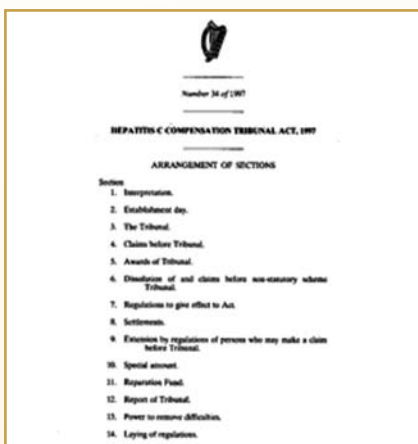 Number 34 of 1997
HEPATITIS C COMPENSATION TRIBUNAL ACT, 1997
ARRANGEMENT OF SECTIONS
Section
1. Interpretation.
2. Establishment day.
3. The Tribunal.
4. Claims before Tribunal.
5. Awards of Tribunal.
6. Dissolution of and claims before non-statutory scheme
Tribunal.
7. Regulations to give effect to Act.
8. Settlements.
9. Extension by regulations of persons who may make a claim
before Tribunal.
10. Special amount.
11. Reparation Fund.
12. Report of Tribunal.
13. Power to remove difficulties.
14. Laying of regulations.